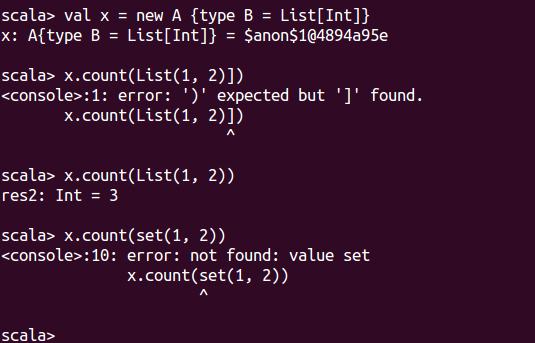 scala> val x = new A {type B = List[Int]}
x: A{type B = List[Int]} = $anon$1@4894a95e
scala> x.count(List(1, 2)])
<console>:1: error: ')' expected but ']' found.
x.count(List(1, 2)])
^
scala> x.count(List(1, 2))
res2: Int = 3
scala> x.count(set(1, 2))
<console>:10: error: not found: value set
x.count(set(1, 2))
^
scala>